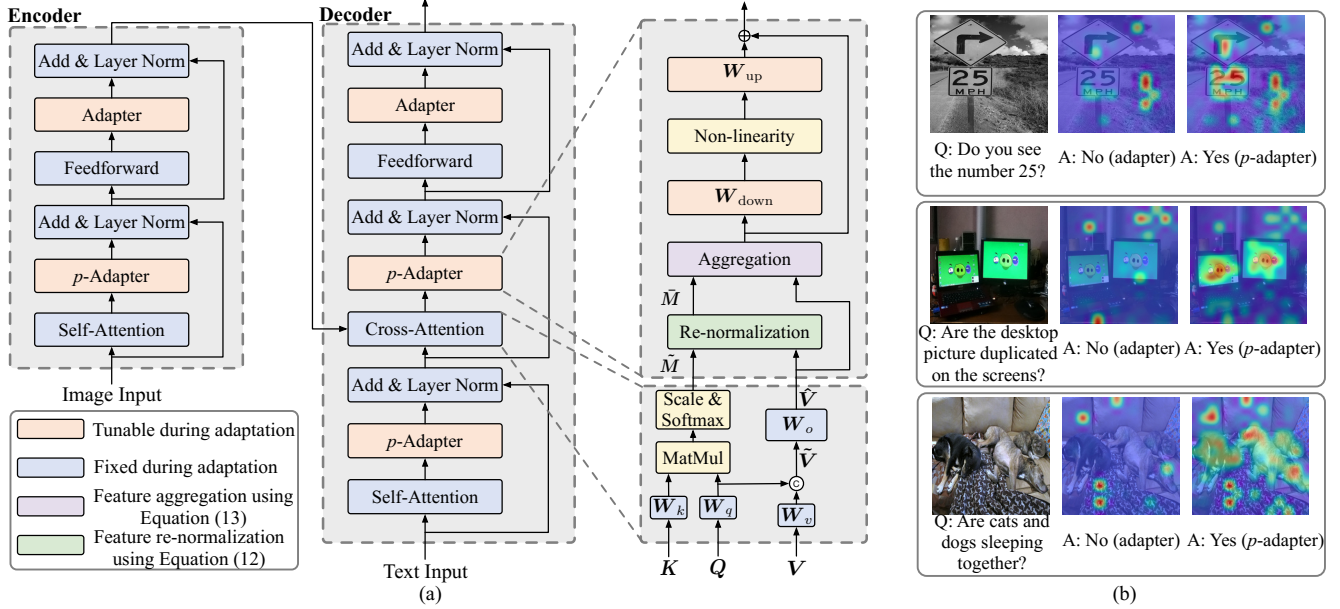 Encoder
Add & Layer Norm
Adapter
Feedforward
Add & Layer Norm
p-Adapter
Self-Attention
Image Input
Tunable during adaptation
Fixed during adaptation
Feature aggregation using
Equation (13)
Feature re-normalization
using Equation (12)
Decoder
Add & Layer Norm
Adapter
Feedforward
Add & Layer Norm
p-Adapter
Cross-Attention
Add & Layer Norm
p-Adapter
Self-Attention
Text Input
(a)
⊕
W_up
Non-linearity
W_down
Aggregation
M̄
Re-normalization
M̃
V̂
Scale &
Softmax
W_o
MatMul
Ṽ
©
W_k
W_q
W_v
K
Q
V
25
MPH
25
MPH
25
MPH
Q: Do you see
the number 25?
A: No (adapter)
A: Yes (p-adapter)
Q: Are the desktop
picture duplicated
on the screens?
A: No (adapter)
A: Yes (p-adapter)
Q: Are cats and
dogs sleeping
together?
A: No (adapter)
A: Yes (p-adapter)
(b)